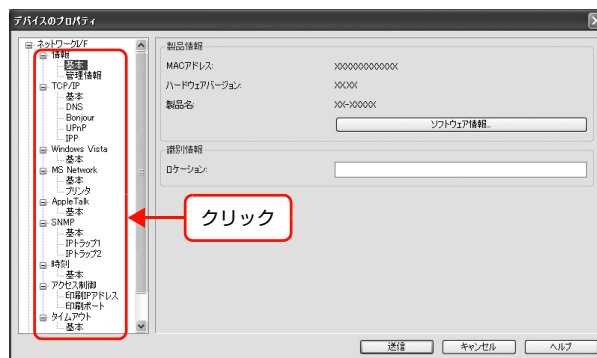 デバイスのプロパティ
ネットワークI/F
情報
基本
管理情報
TCP/IP
基本
DNS
Bonjour
UPnP
IPP
Windows Vista
基本
MS Network
基本
プリンタ
AppleTalk
基本
SNMP
基本
IPトラップ1
IPトラップ2
時刻
基本
アクセス制御
印刷IPアドレス
印刷ポート
タイムアウト
基本
クリック
製品情報
MACアドレス: XXXXXXXXXXXX
ハードウェアバージョン: XX.XX
製品名: XX-XXXXX
ソフトウェア情報...
識別情報
ロケーション:
送信 キャンセル ヘルプ